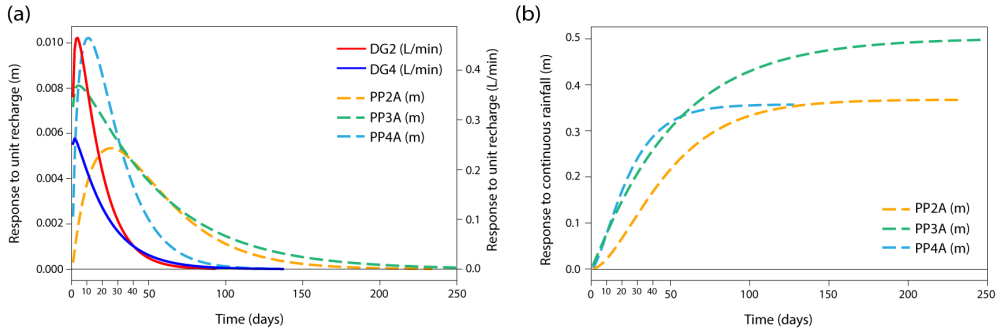 (a)
Response to unit recharge (m)
0.010
0.008
0.006
0.004
0.002
0.000
DG2 (L/min)
DG4 (L/min)
PP2A (m)
PP3A (m)
PP4A (m)
0.4
0.3
0.2
0.1
0.0
Response to unit recharge (L/min)
0 10 20 30 40 50 100 150 200 250
Time (days)
(b)
Response to continuous rainfall (m)
0.5
0.4
0.3
0.2
0.1
0.0
PP2A (m)
PP3A (m)
PP4A (m)
0 10 20 30 40 50 100 150 200 250
Time (days)